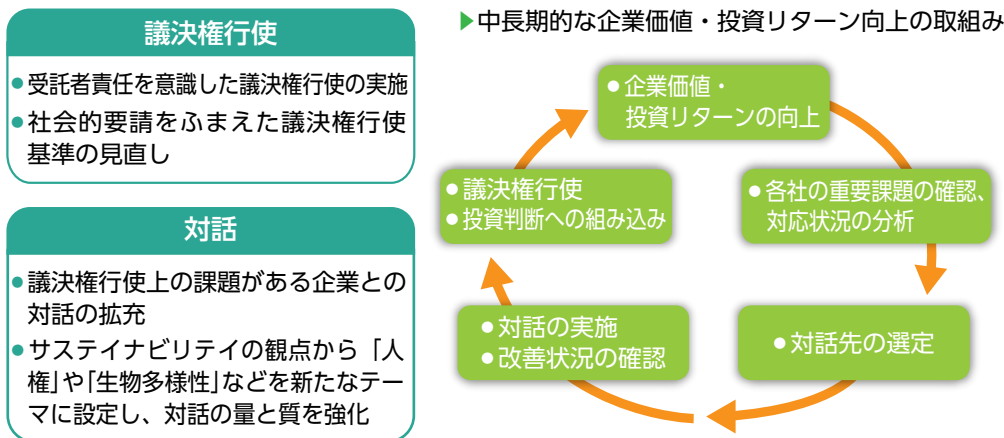 議決権行使
●受託者責任を意識した議決権行使の実施
●社会的要請をふまえた議決権行使
基準の見直し
対話
●議決権行使上の課題がある企業との
対話の拡充
●サステイナビリティの観点から「人
権」や「生物多様性」などを新たなテー
マに設定し、対話の量と質を強化
▶中長期的な企業価値・投資リターン向上の取組み
●企業価値・
投資リターンの向上
●各社の重要課題の確認、
対応状況の分析
●対話先の選定
●対話の実施
●改善状況の確認
●議決権行使
●投資判断への組み込み